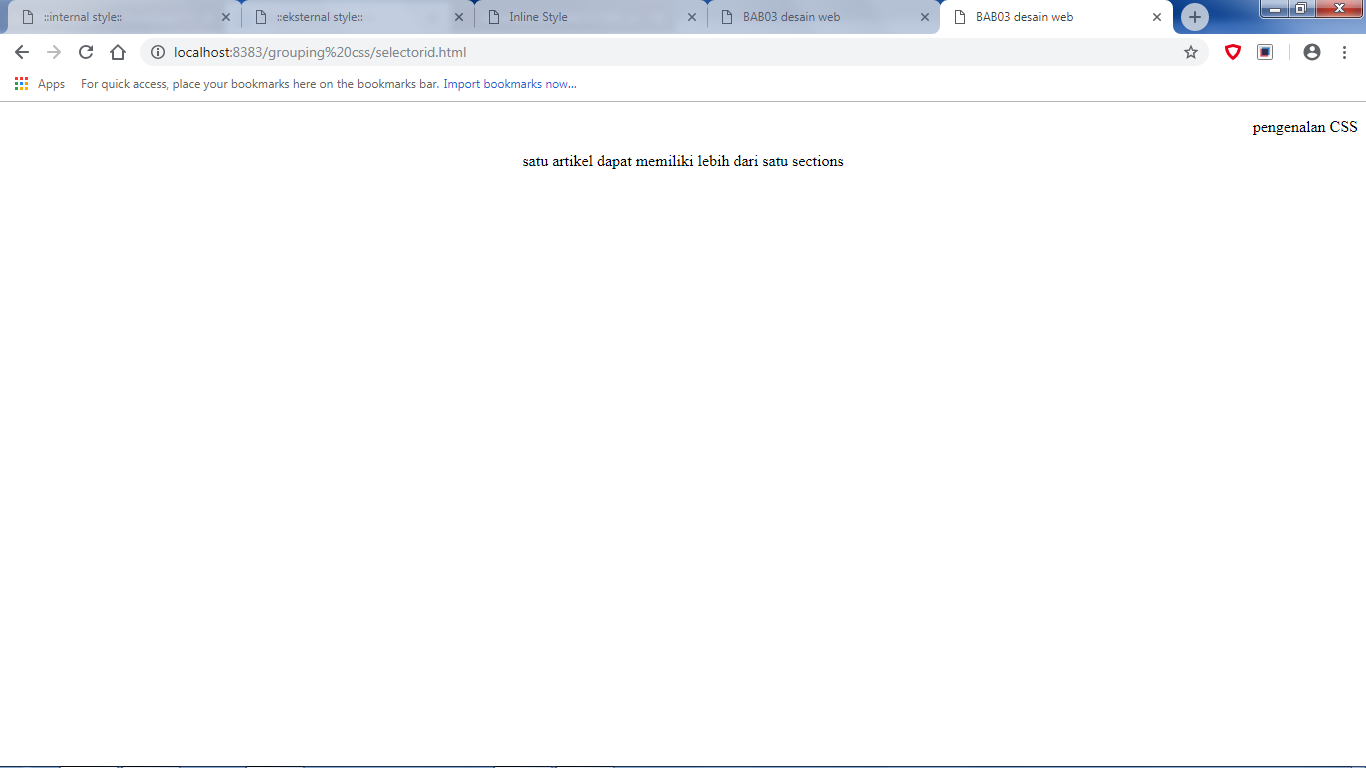 ::internal style::
::eksternal style::
Inline Style
BAB03 desain web
BAB03 desain web
localhost:8383/grouping%20css/selectorid.html
Apps For quick access, place your bookmarks here on the bookmarks bar. Import bookmarks now...
pengenalan CSS
satu artikel dapat memiliki lebih dari satu sections